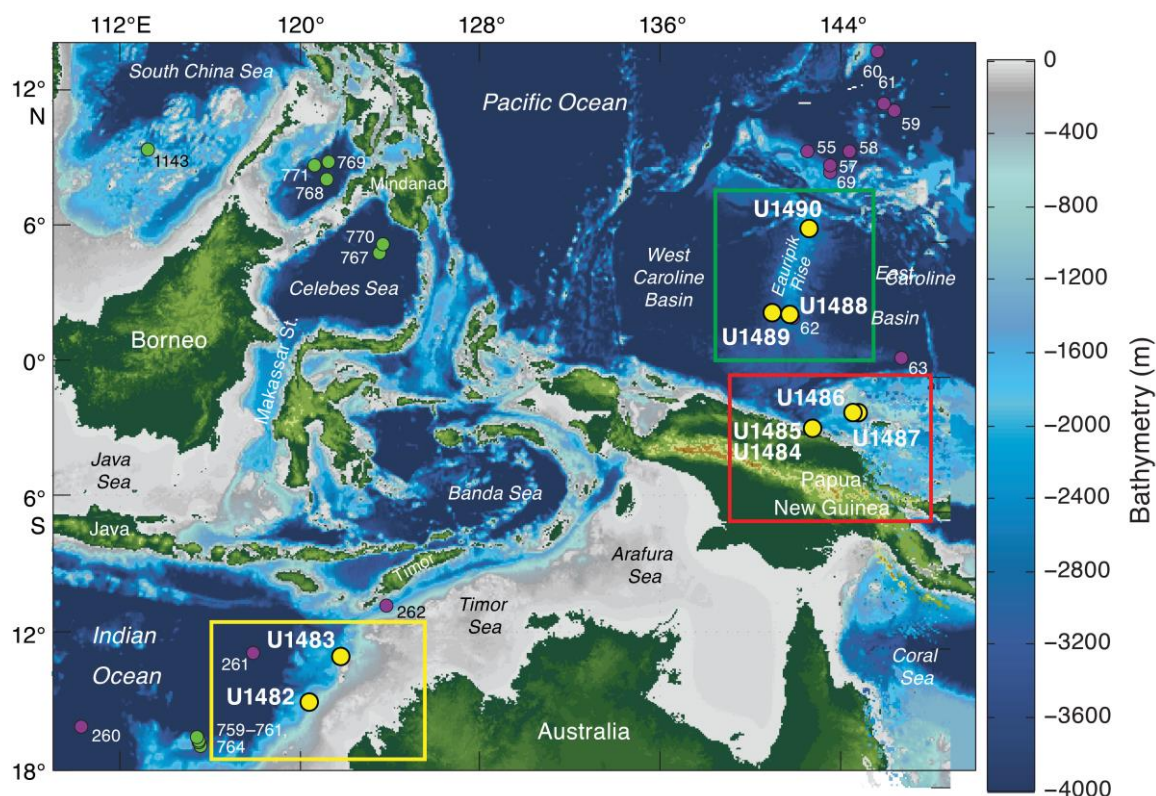 112°E
120°
128°
136°
144°
12°
N
6°
0°
6°
S
12°
18°
South China Sea
Pacific Ocean
60
61
59
1143
769
771
768
Mindanao
55
58
57
69
770
767
Celebes Sea
U1490
West
Caroline
Basin
Eauripik
Rise
East
Caroline
Basin
U1488
62
U1489
63
Borneo
Makassar St.
U1486
U1487
U1485
U1484
Papua
New Guinea
Java
Sea
Java
Banda Sea
Timor
Arafura
Sea
262
Timor
Sea
Indian
Ocean
261
U1483
U1482
260
759–761,
764
Australia
Coral
Sea
0
−400
−800
−1200
−1600
−2000
−2400
−2800
−3200
−3600
−4000
Bathymetry (m)